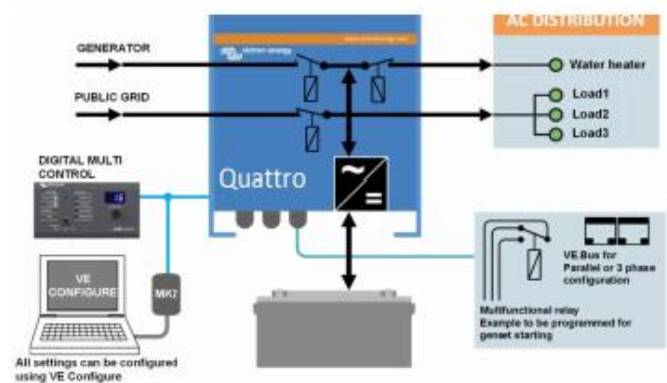 AC DISTRIBUTION
GENERATOR
victron energy
Water heater
PUBLIC GRID
Load1
Load2
Load3
DIGITAL MULTI
CONTROL
Quattro
VE
CONFIGURE
MK2
VE.Bus for
Parallel or 3 phase
configuration
Multifunctional relay
Example to be programmed for
genset starting
All settings can be configured
using VE Configure